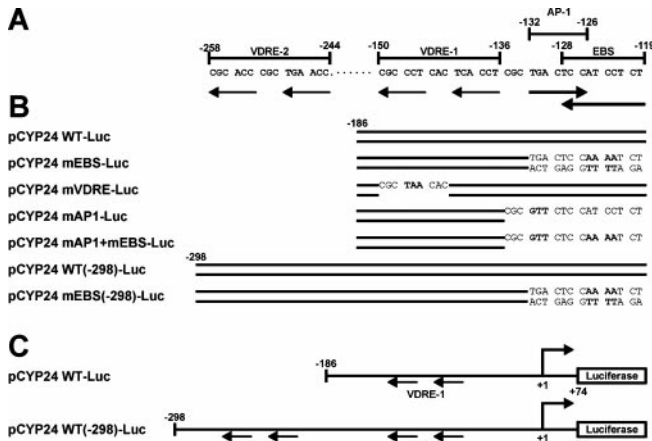 A
AP-1
-132 -126
-258 VDRE-2 -244 -150 VDRE-1 -136 -128 EBS -119
CGC ACC CGC TGA ACC.······CGC CCT CAC TCA CCT CGC TGA CTCC ATCCT CT
B
-186
pCYP24 WT-Luc
pCYP24 mEBS-Luc TGA CTC CAA AATCT
ACT GAG GTT TTA GA
pCYP24 mVDRE-Luc CGC TAA CAC
pCYP24 mAP1-Luc CGC GTT CTC CAT CCT CT
pCYP24 mAP1+mEBS-Luc CGC GTT CTC CAA AAT CT
-298
pCYP24 WT(-298)-Luc
pCYP24 mEBS(-298)-Luc TGA CTC CAA AAT CT
ACT GAG GTT TTA GA
C
-186
pCYP24 WT-Luc Luciferase
VDRE-1 +1 +74
-298
pCYP24 WT(-298)-Luc Luciferase
+1